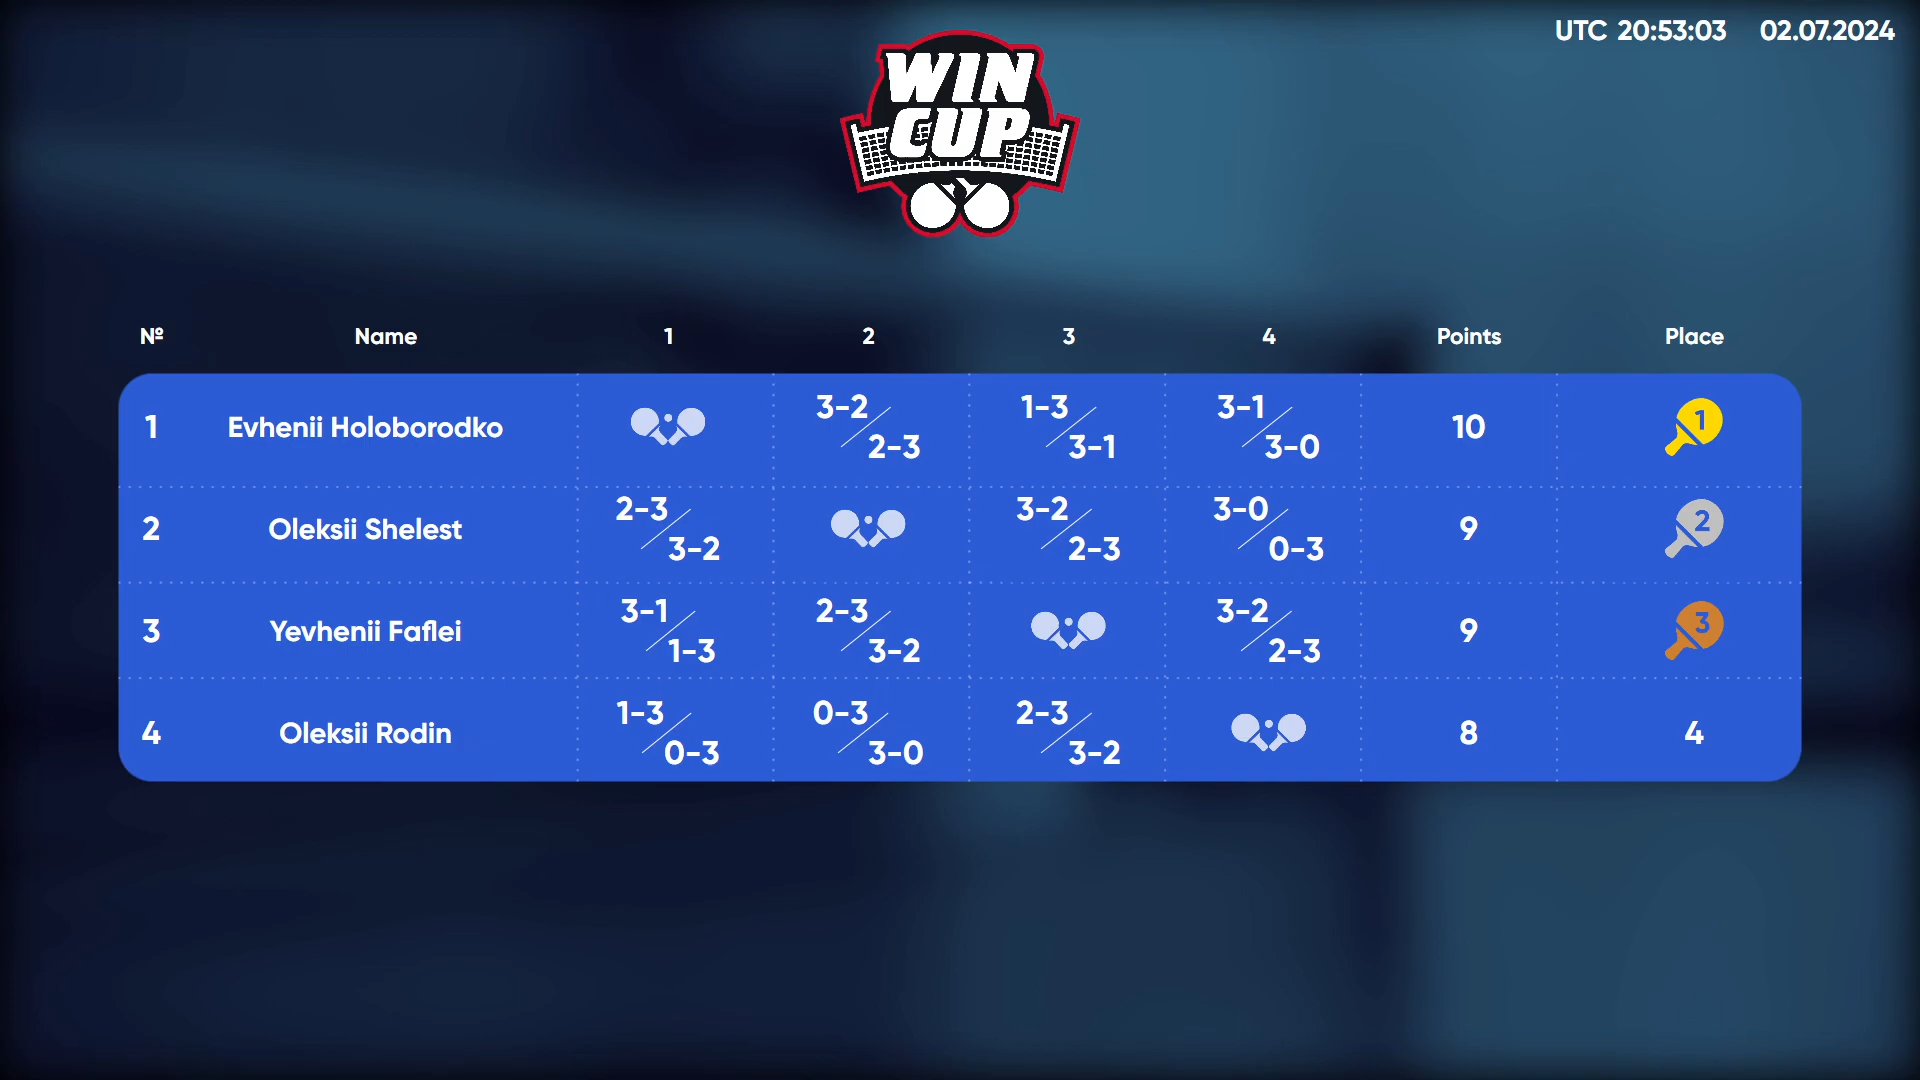 UTC 20:53:03 02.07.2024
WIN
CUP
№ Name 1 2 3 4 Points Place
1 Evhenii Holoborodko 3-2 2-3 1-3 3-1 3-1 3-0 10 1
2 Oleksii Shelest 2-3 3-2 3-2 2-3 3-0 0-3 9 2
3 Yevhenii Faflei 3-1 1-3 2-3 3-2 3-2 2-3 9 3
4 Oleksii Rodin 1-3 0-3 0-3 3-0 2-3 3-2 8 4